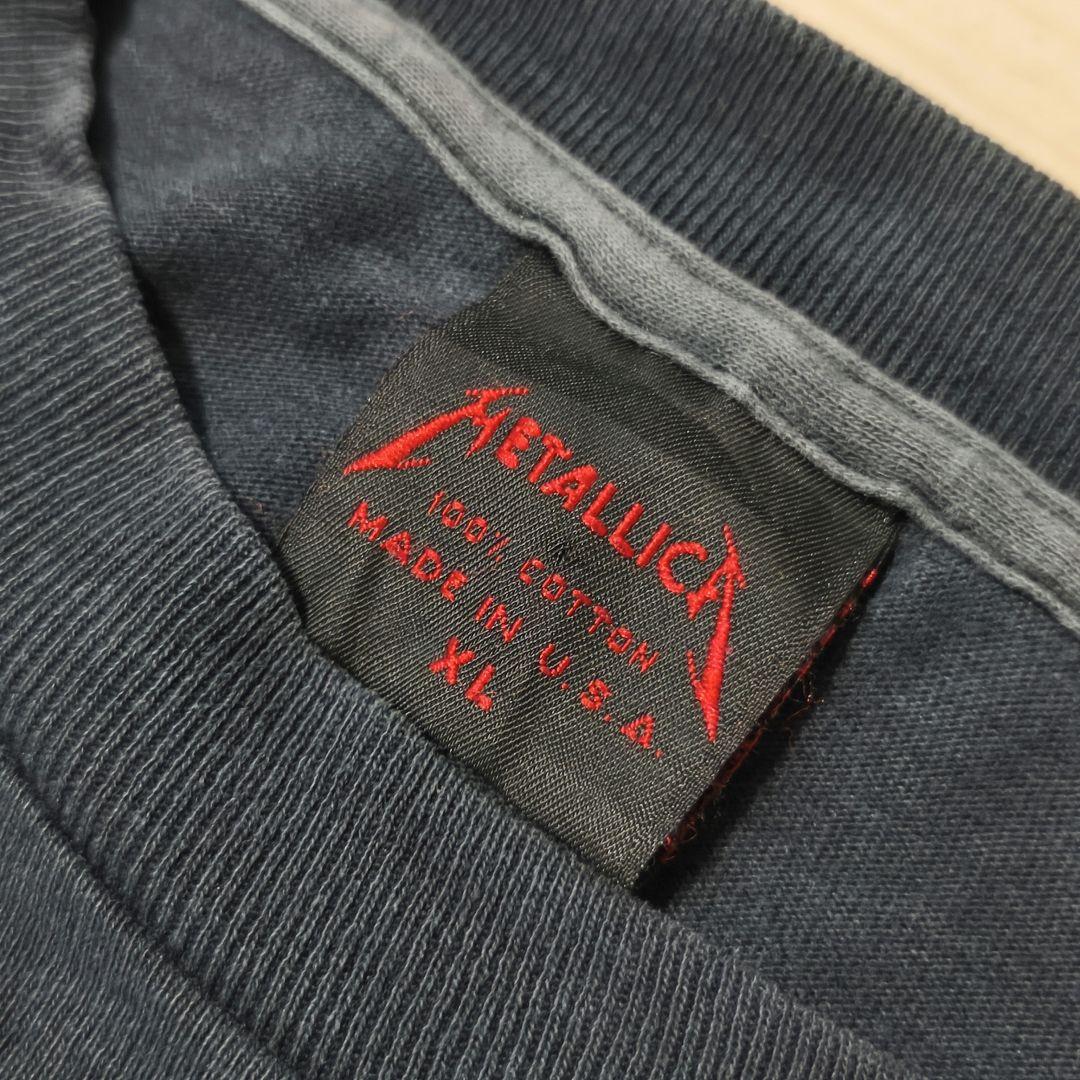 METALLICA
100% COTTON
MADE IN U.S.A.
XL